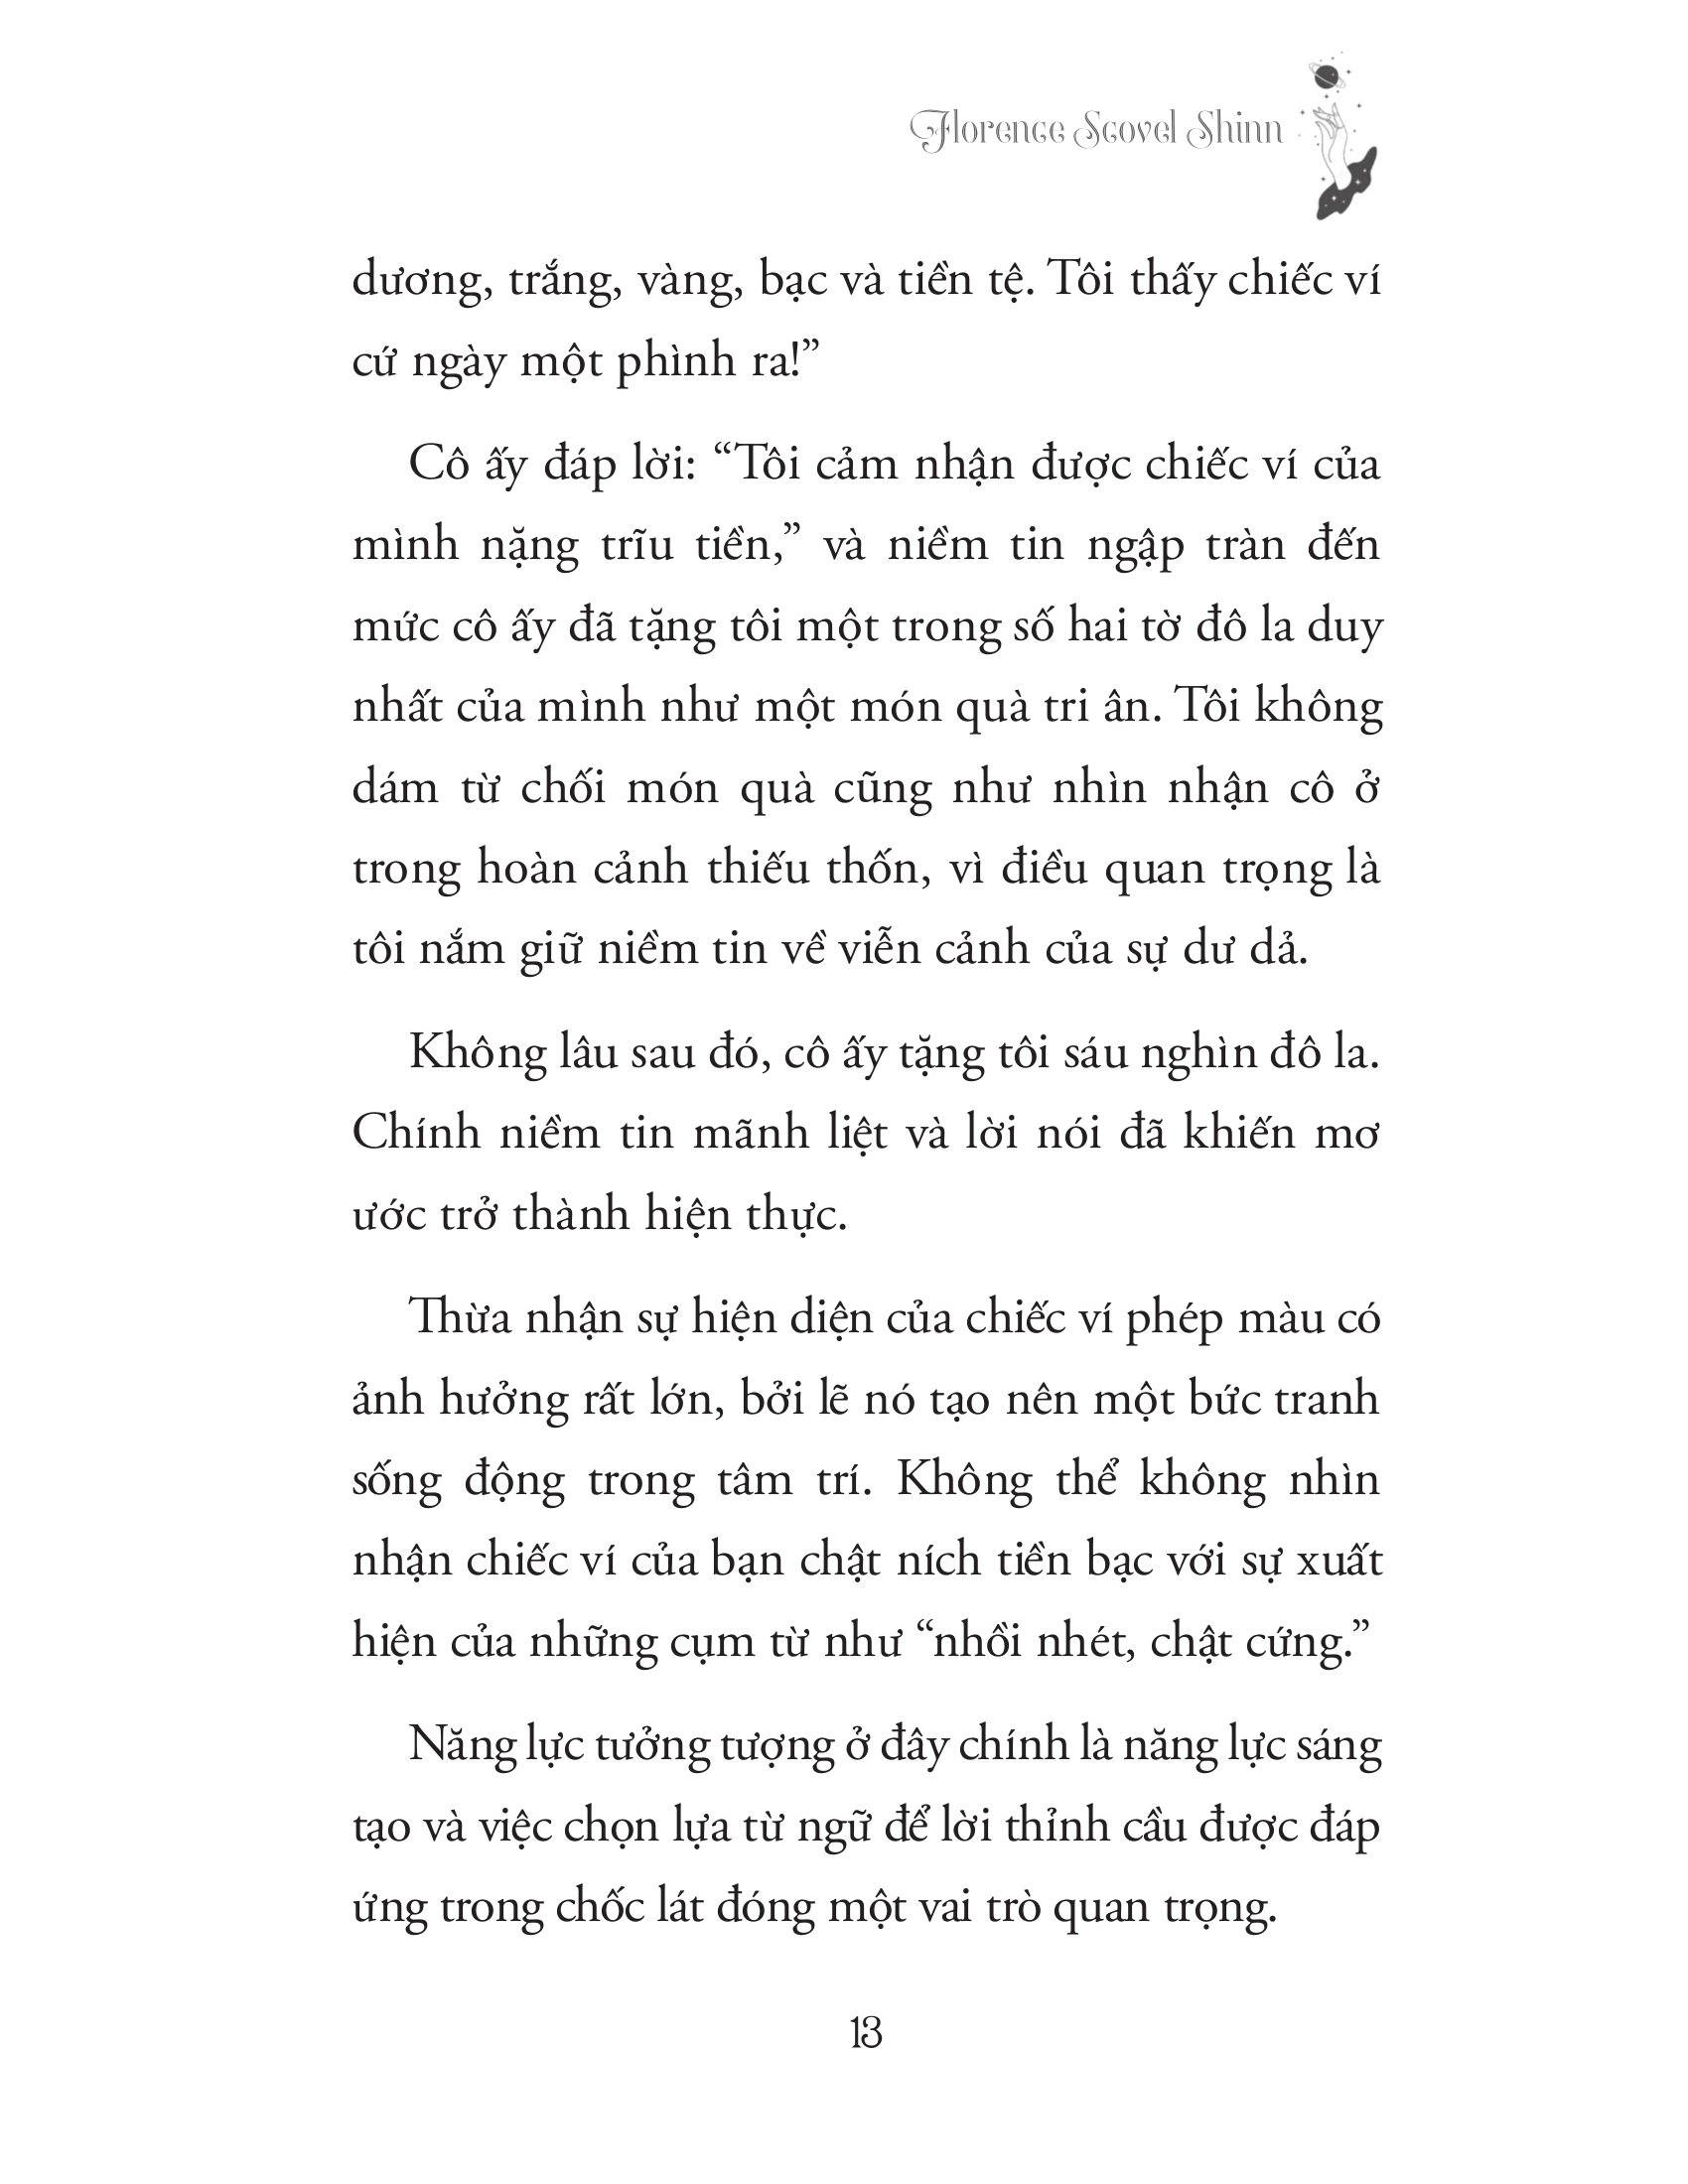 Florence Scovel Shinn
dương, trắng, vàng, bạc và tiền tệ. Tôi thấy chiếc ví
cứ ngày một phình ra!”
Cô ấy đáp lời: “Tôi cảm nhận được chiếc ví của
mình nặng trĩu tiền,” và niềm tin ngập tràn đến
mức cô ấy đã tặng tôi một trong số hai tờ đô la duy
nhất của mình như một món quà tri ân. Tôi không
dám từ chối món quà cũng như nhìn nhận cô ở
trong hoàn cảnh thiếu thốn, vì điều quan trọng là
tôi nắm giữ niềm tin về viễn cảnh của sự dư dả.
Không lâu sau đó, cô ấy tặng tôi sáu nghìn đô la.
Chính niềm tin mãnh liệt và lời nói đã khiến mơ
ước trở thành hiện thực.
Thừa nhận sự hiện diện của chiếc ví phép màu có
ảnh hưởng rất lớn, bởi lẽ nó tạo nên một bức tranh
sống động trong tâm trí. Không thể không nhìn
nhận chiếc ví của bạn chật ních tiền bạc với sự xuất
hiện của những cụm từ như “nhồi nhét, chật cứng.”
Năng lực tưởng tượng ở đây chính là năng lực sáng
tạo và việc chọn lựa từ ngữ để lời thỉnh cầu được đáp
ứng trong chốc lát đóng một vai trò quan trọng.
13